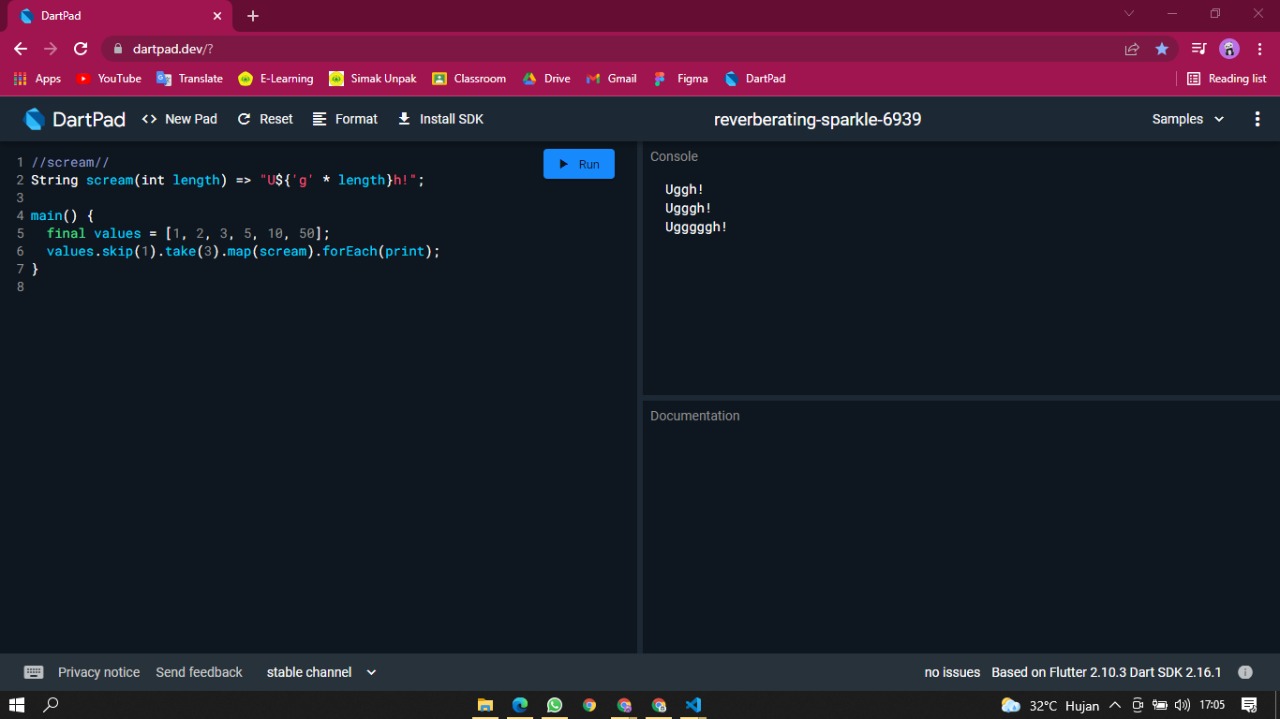 DartPad
dartpad.dev/?
Apps YouTube Translate E-Learning Simak Unpak Classroom Drive Gmail Figma DartPad Reading list
DartPad <> New Pad Reset Format Install SDK reverberating-sparkle-6939 Samples
Run
1 //scream//
2 String scream(int length) => "U${'g' * length}h!";
3
4 main() {
5 final values = [1, 2, 3, 5, 10, 50];
6 values.skip(1).take(3).map(scream).forEach(print);
7 }
8
Console
Uggh!
Ugggh!
Ugggggh!
Documentation
Privacy notice Send feedback stable channel no issues Based on Flutter 2.10.3 Dart SDK 2.16.1
32°C Hujan 17:05